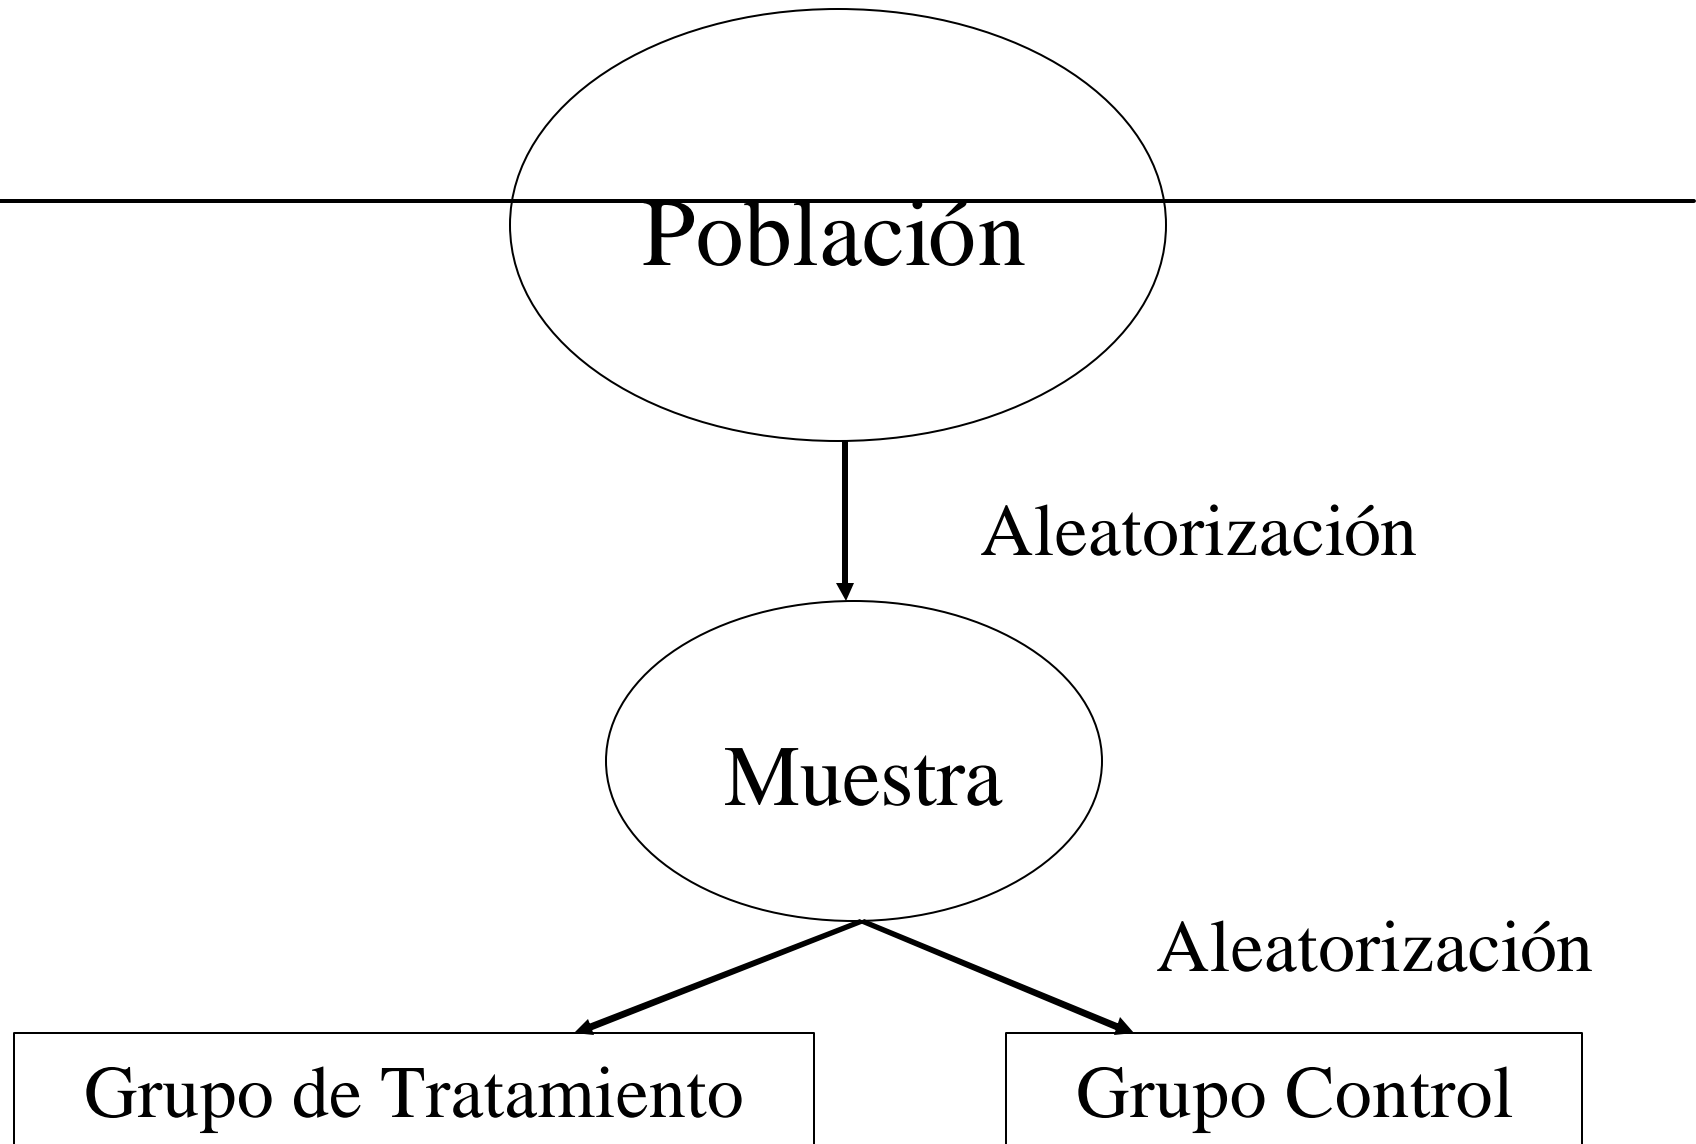 Población
Aleatorización
Muestra
Aleatorización
Grupo de Tratamiento
Grupo Control